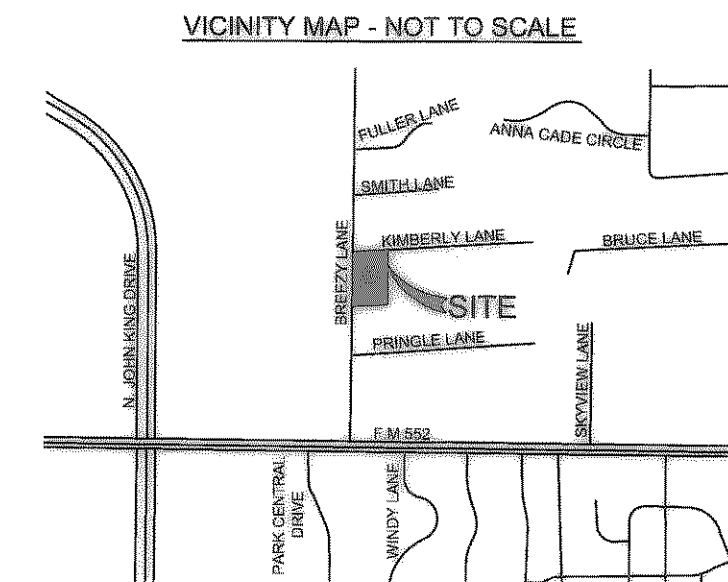 VICINITY MAP - NOT TO SCALE
FULLER LANE
ANNA CADE CIRCLE
SMITH LANE
KIMBERLY LANE
BRUCE LANE
BREEZY LANE
N. JOHN KING DRIVE
SITE
PRINGLE LANE
SKYVIEW LANE
F M 552
PARK CENTRAL
DRIVE
WINDY LANE